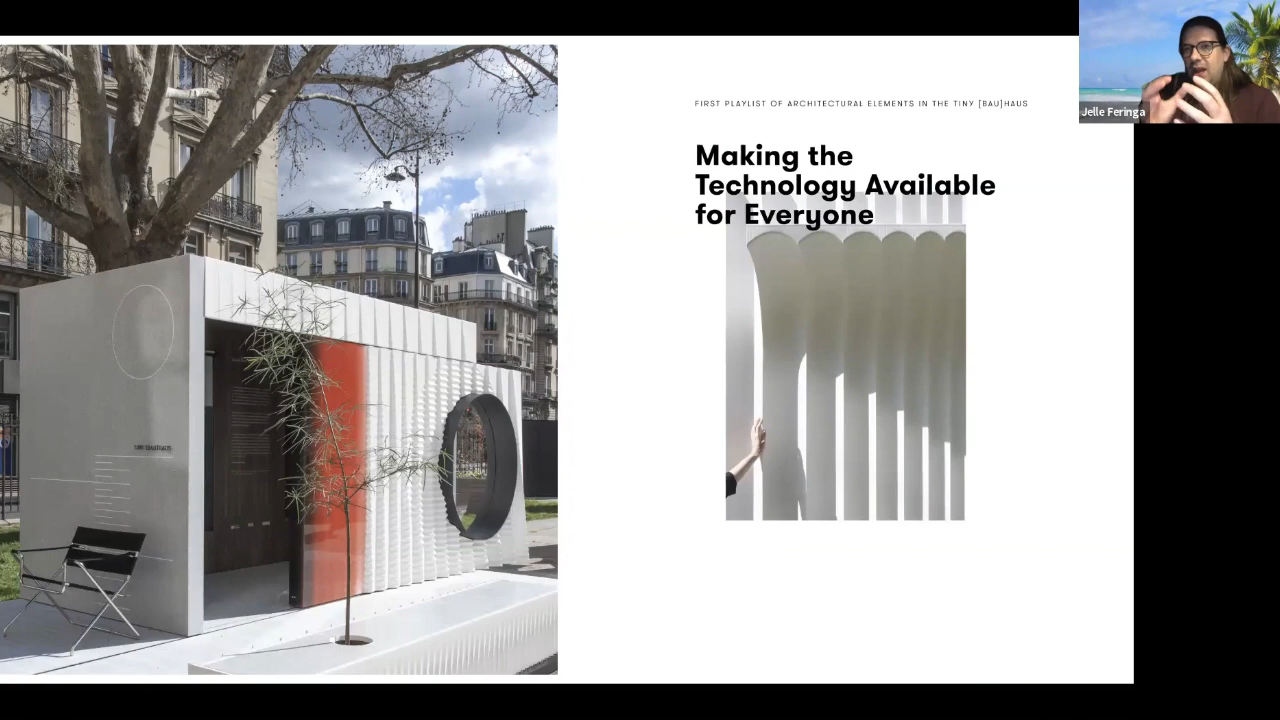 FIRST PLAYLIST OF ARCHITECTURAL ELEMENTS IN THE TINY [BAU]HAUS
Making the
Technology Available
for Everyone
Jelle Feringa